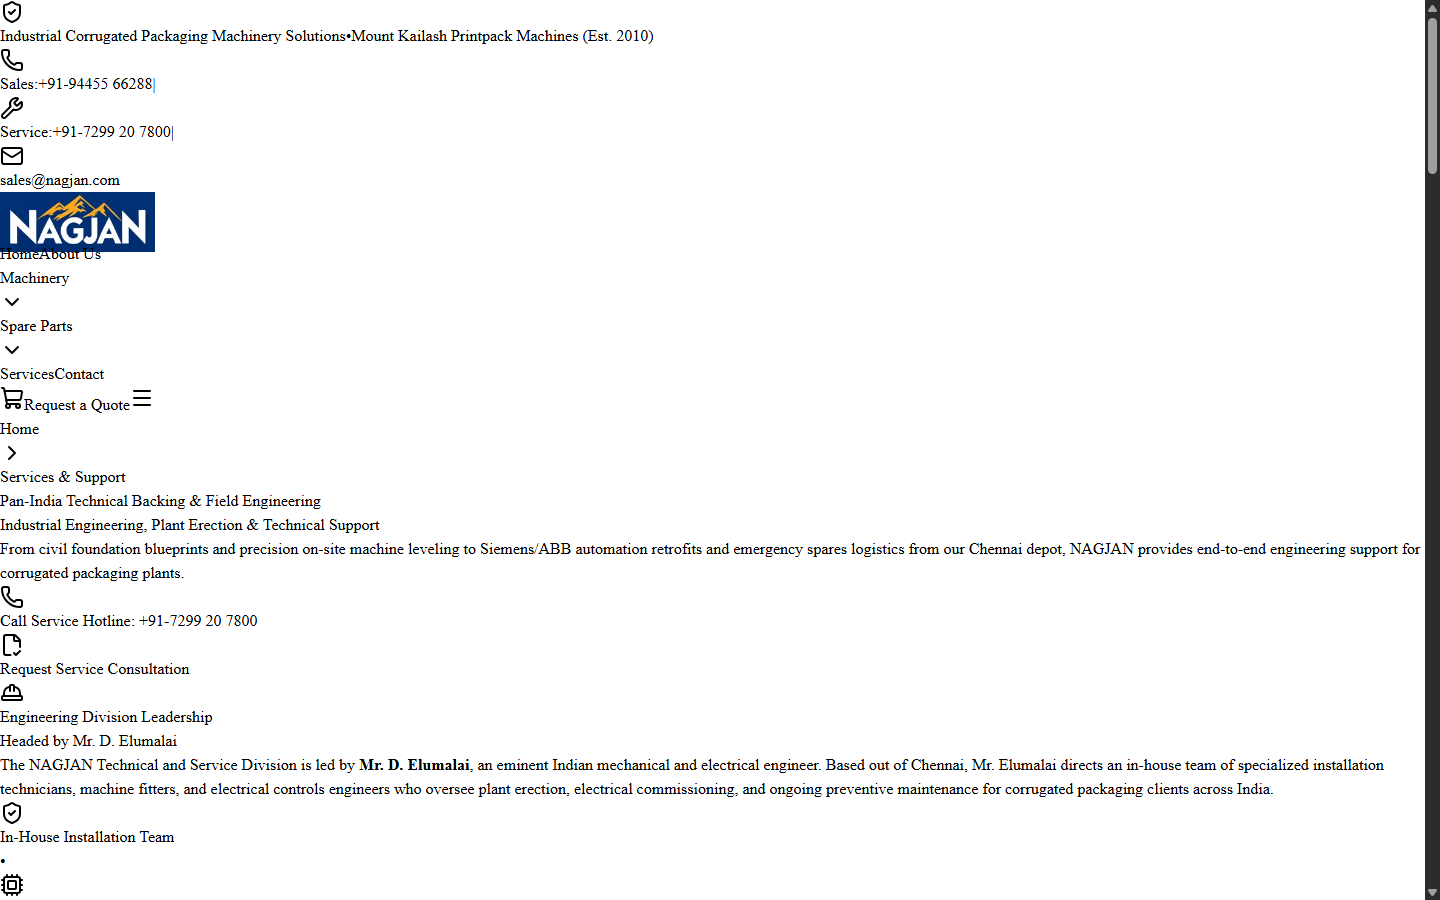 Industrial Corrugated Packaging Machinery Solutions•Mount Kailash Printpack Machines (Est. 2010)
Sales:+91-94455 66288|
Service:+91-7299 20 7800|
sales@nagjan.com
NAGJAN
HomeAbout Us
Machinery
Spare Parts
ServicesContact
Request a Quote
Home
Services & Support
Pan-India Technical Backing & Field Engineering
Industrial Engineering, Plant Erection & Technical Support
From civil foundation blueprints and precision on-site machine leveling to Siemens/ABB automation retrofits and emergency spares logistics from our Chennai depot, NAGJAN provides end-to-end engineering support for
corrugated packaging plants.
Call Service Hotline: +91-7299 20 7800
Request Service Consultation
Engineering Division Leadership
Headed by Mr. D. Elumalai
The NAGJAN Technical and Service Division is led by Mr. D. Elumalai, an eminent Indian mechanical and electrical engineer. Based out of Chennai, Mr. Elumalai directs an in-house team of specialized installation
technicians, machine fitters, and electrical controls engineers who oversee plant erection, electrical commissioning, and ongoing preventive maintenance for corrugated packaging clients across India.
In-House Installation Team
•